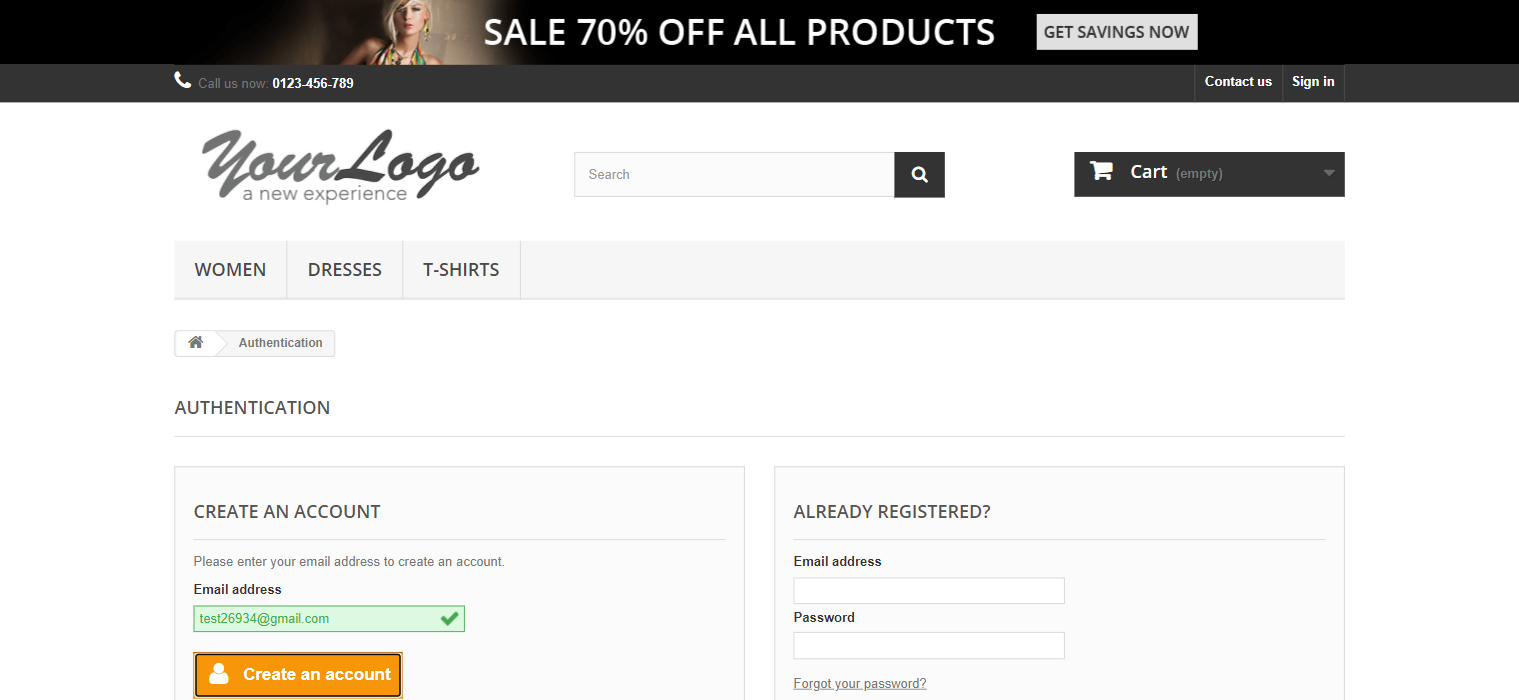 SALE 70% OFF ALL PRODUCTS GET SAVINGS NOW
Call us now: 0123-456-789 Contact us Sign in
YourLogo
a new experience
Search
Cart (empty)
WOMEN DRESSES T-SHIRTS
Authentication
AUTHENTICATION
CREATE AN ACCOUNT
Please enter your email address to create an account.
Email address
test26934@gmail.com
Create an account
ALREADY REGISTERED?
Email address
Password
Forgot your password?